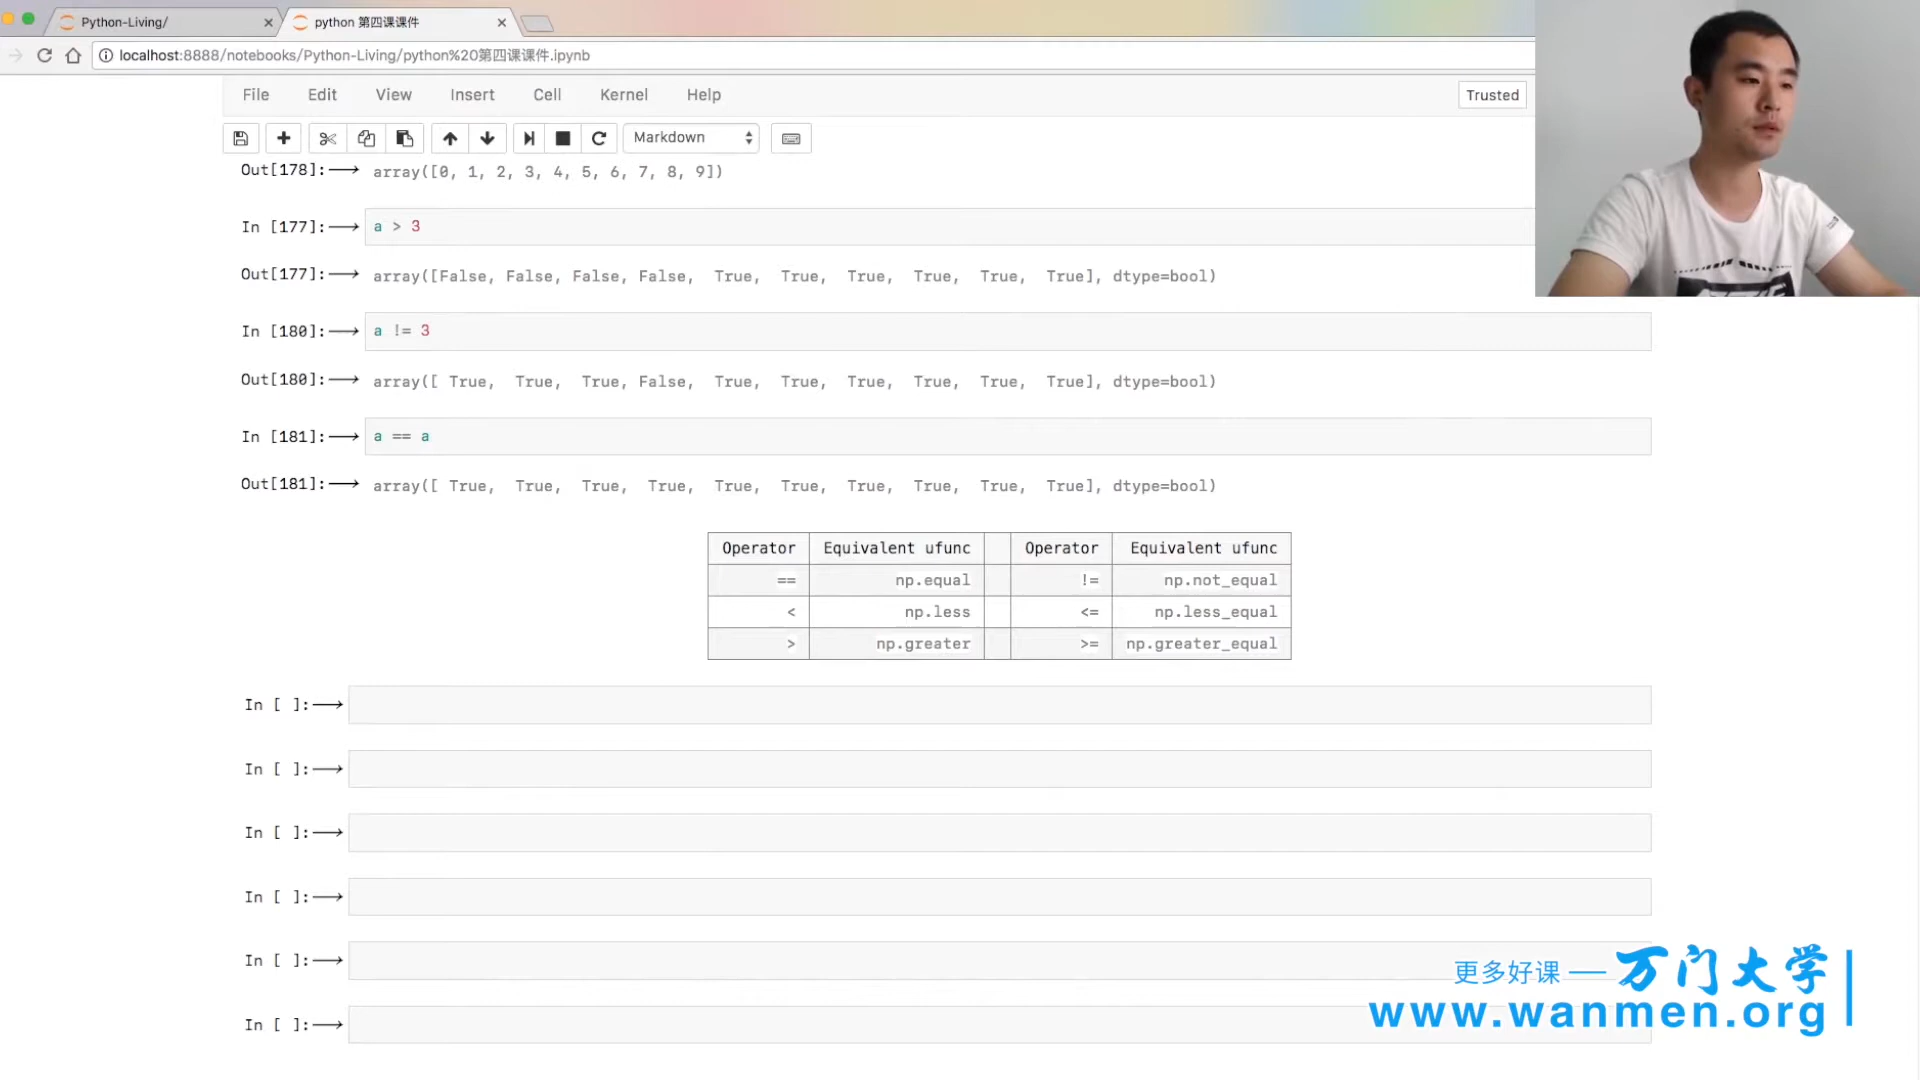 Python-Living/
python 第四课课件
localhost:8888/notebooks/Python-Living/python%20第四课课件.ipynb
File Edit View Insert Cell Kernel Help
Trusted
Markdown
Out[178]: array([0, 1, 2, 3, 4, 5, 6, 7, 8, 9])
In [177]: a > 3
Out[177]: array([False, False, False, False, True, True, True, True, True, True], dtype=bool)
In [180]: a != 3
Out[180]: array([ True, True, True, False, True, True, True, True, True, True], dtype=bool)
In [181]: a == a
Out[181]: array([ True, True, True, True, True, True, True, True, True, True], dtype=bool)
Operator Equivalent ufunc Operator Equivalent ufunc
== np.equal != np.not_equal
< np.less <= np.less_equal
> np.greater >= np.greater_equal
In [ ]:
In [ ]:
In [ ]:
In [ ]:
In [ ]:
In [ ]:
更多好课 — 万门大学
www.wanmen.org